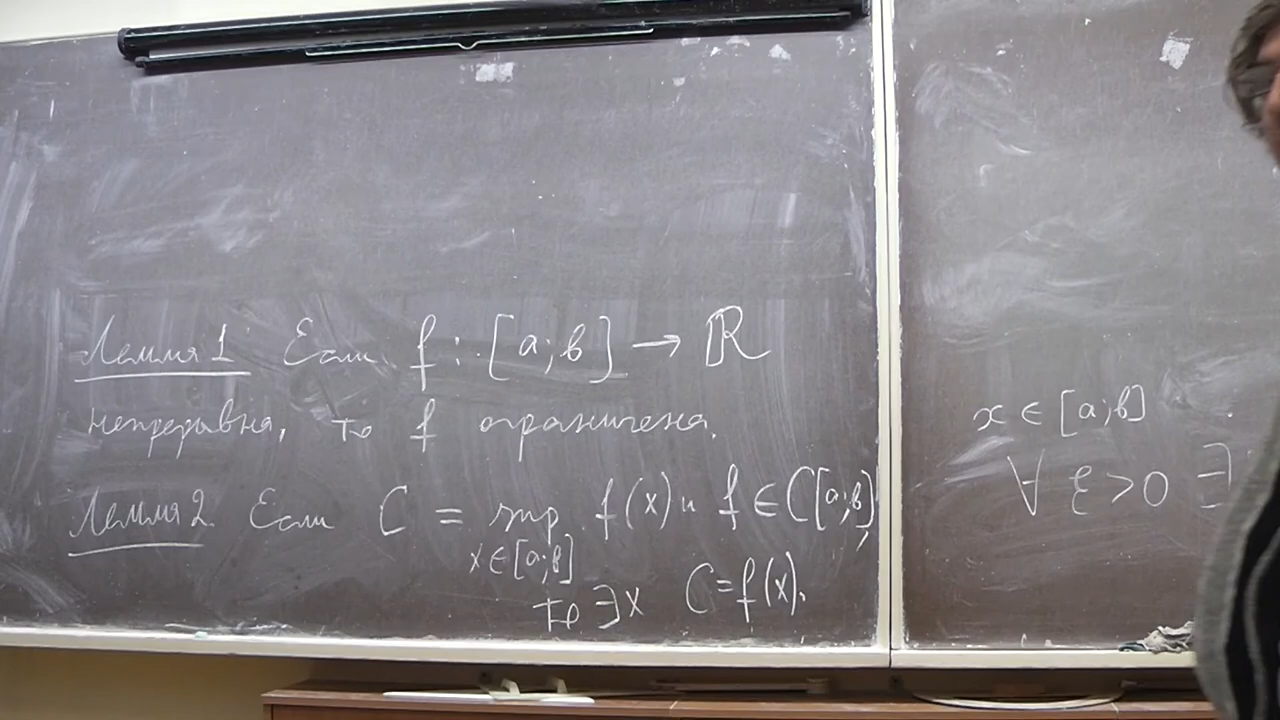 Лемма 1 Если f : [a;b] → ℝ
непрерывна, то f ограничена.
Лемма 2. Если C = sup f(x) и f ∈ C[a;b],
x∈[a;b]
то ∃x C=f(x).
x ∈ [a;b]
∀ ε>0 ∃